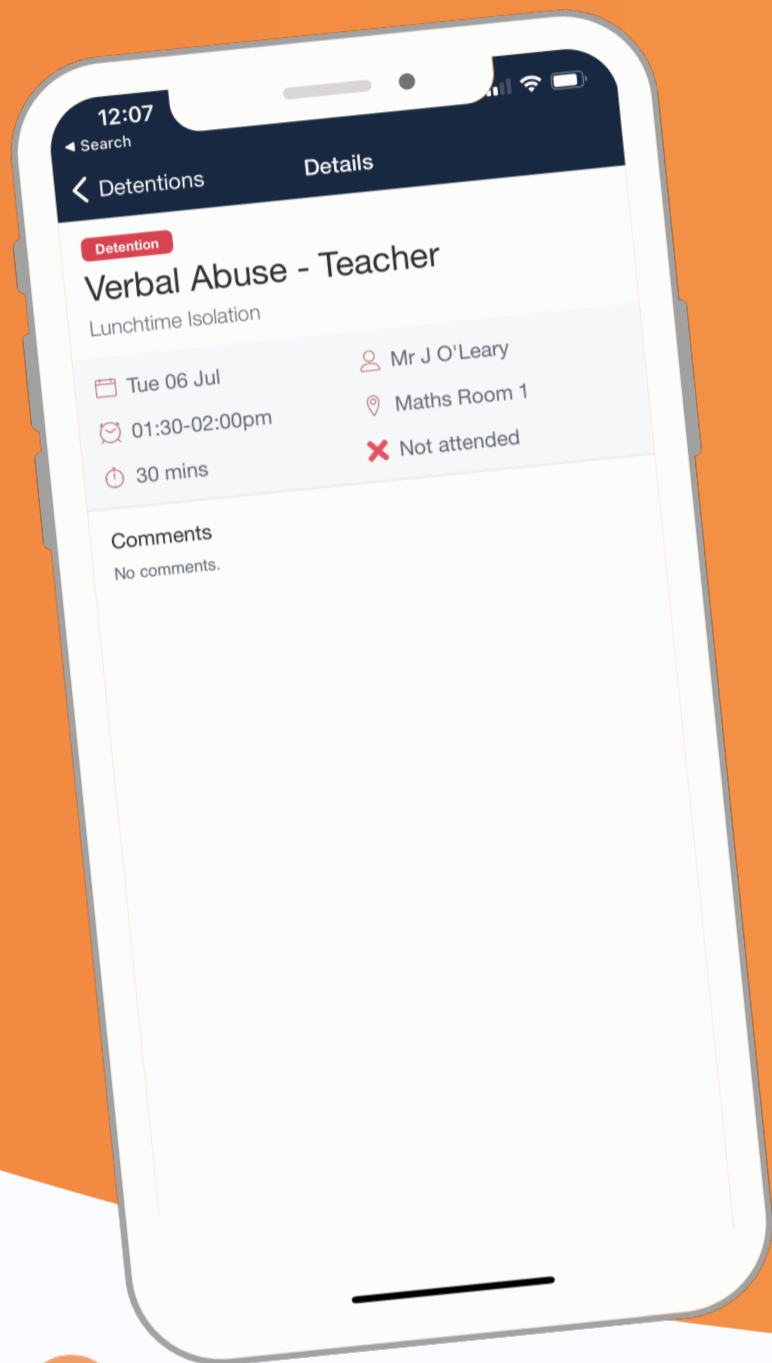 12:07
Search
Detentions
Details
Detention
Verbal Abuse - Teacher
Lunchtime Isolation
Tue 06 Jul
Mr J O'Leary
01:30-02:00pm
Maths Room 1
30 mins
Not attended
Comments
No comments.